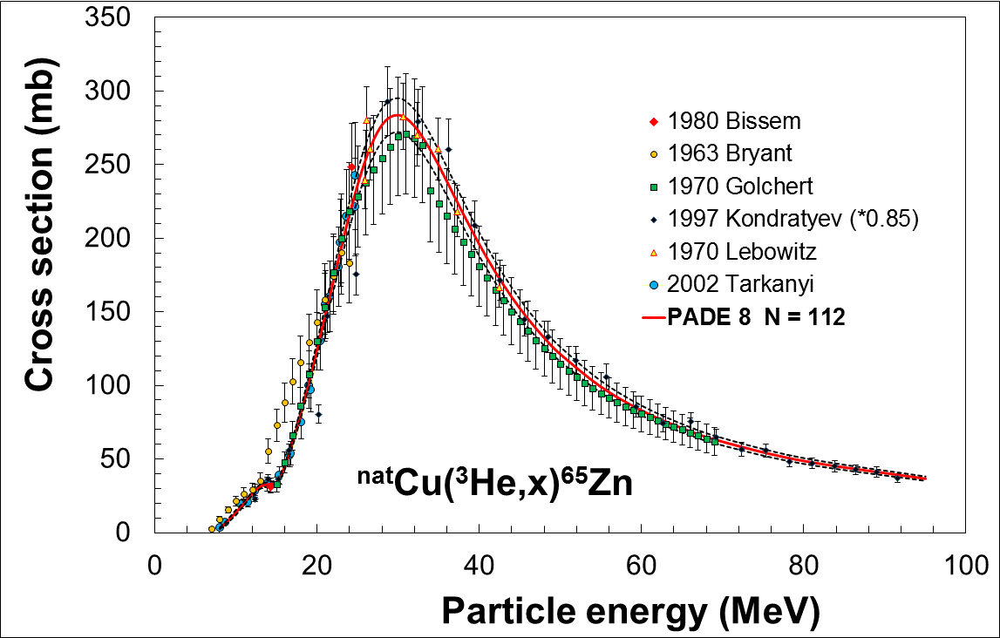 350
300
250
200
150
100
50
0
Cross section (mb)
1980 Bissem
1963 Bryant
1970 Golchert
1997 Kondratyev (*0.85)
1970 Lebowitz
2002 Tarkanyi
PADE 8 N = 112
natCu(3He,x)65Zn
0 20 40 60 80 100
Particle energy (MeV)